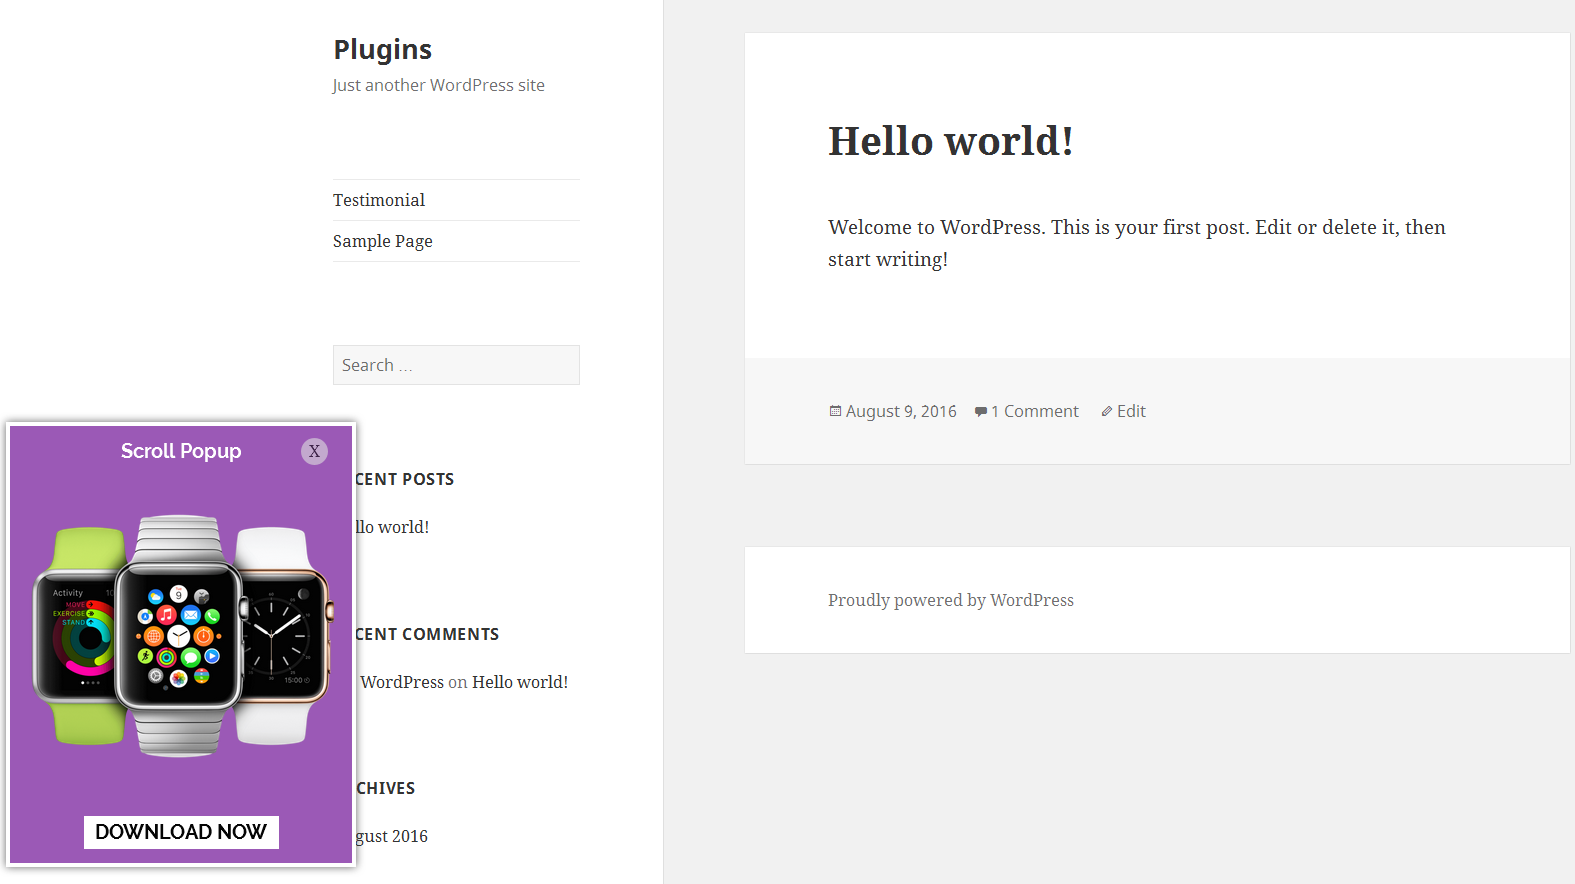 Plugins
Just another WordPress site
Testimonial
Sample Page
Search ...
CENT POSTS
llo world!
CENT COMMENTS
WordPress on Hello world!
CHIVES
gust 2016
Scroll Popup
X
Activity 10
MOVE
EXERCISE
STAND
9
15:00
DOWNLOAD NOW
Hello world!
Welcome to WordPress. This is your first post. Edit or delete it, then
start writing!
August 9, 2016 1 Comment Edit
Proudly powered by WordPress